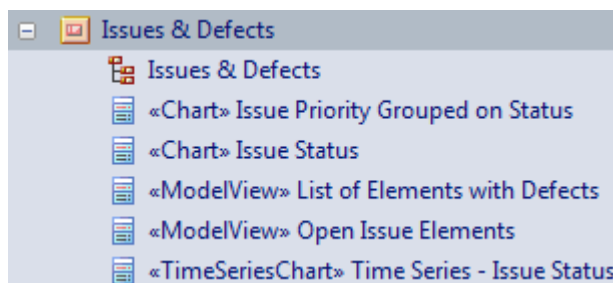 Issues & Defects
Issues & Defects
«Chart» Issue Priority Grouped on Status
«Chart» Issue Status
«ModelView» List of Elements with Defects
«ModelView» Open Issue Elements
«TimeSeriesChart» Time Series - Issue Status